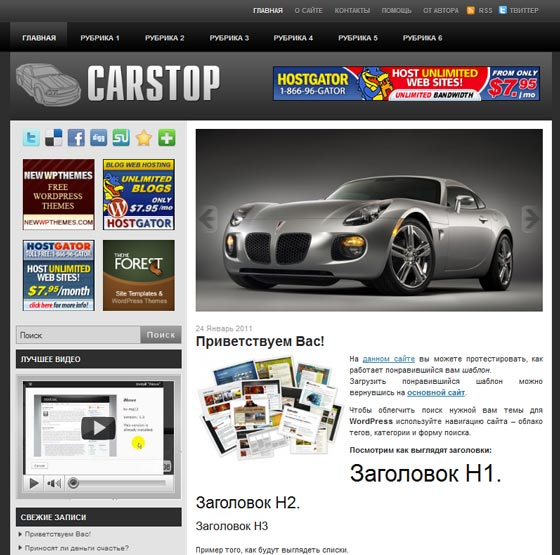 ГЛАВНАЯ О САЙТЕ КОНТАКТЫ ПОМОЩЬ ОТ АВТОРА RSS ТВИТТЕР
ГЛАВНАЯ РУБРИКА 1 РУБРИКА 2 РУБРИКА 3 РУБРИКА 4 РУБРИКА 5 РУБРИКА 6
CARSTOP
HOSTGATOR
1-866-96-GATOR
HOST UNLIMITED
WEB SITES!
UNLIMITED BANDWIDTH
FROM ONLY
$7.95/mo
digg
NEWWPTHEMES
FREE
WORDPRESS
THEMES
NEWWPTHEMES.COM
BLOG WEB HOSTING
UNLIMITED
BLOGS
ONLY
$7.95/mo
HOSTGATOR
HOSTGATOR
TOLL FREE:1-866-96-GATOR
HOST UNLIMITED
WEB SITES!
$7.95/month
click here for more info!
THEME
FOREST
Site Templates &
WordPress Themes
Поиск Поиск
ЛУЧШЕЕ ВИДЕО
СВЕЖИЕ ЗАПИСИ
Приветствуем Вас!
Приносят ли деньги счастье?
24 Январь 2011
Приветствуем Вас!
На данном сайте вы можете протестировать, как
работает понравившийся вам шаблон.
Загрузить понравившийся шаблон можно
вернувшись на основной сайт.
Чтобы облегчить поиск нужной вам темы для
WordPress используйте навигацию сайта – облако
тегов, категории и форму поиска.
Посмотрим как выглядят заголовки:
Заголовок H1.
Заголовок H2.
Заголовок H3
Пример того, как будут выглядеть списки.